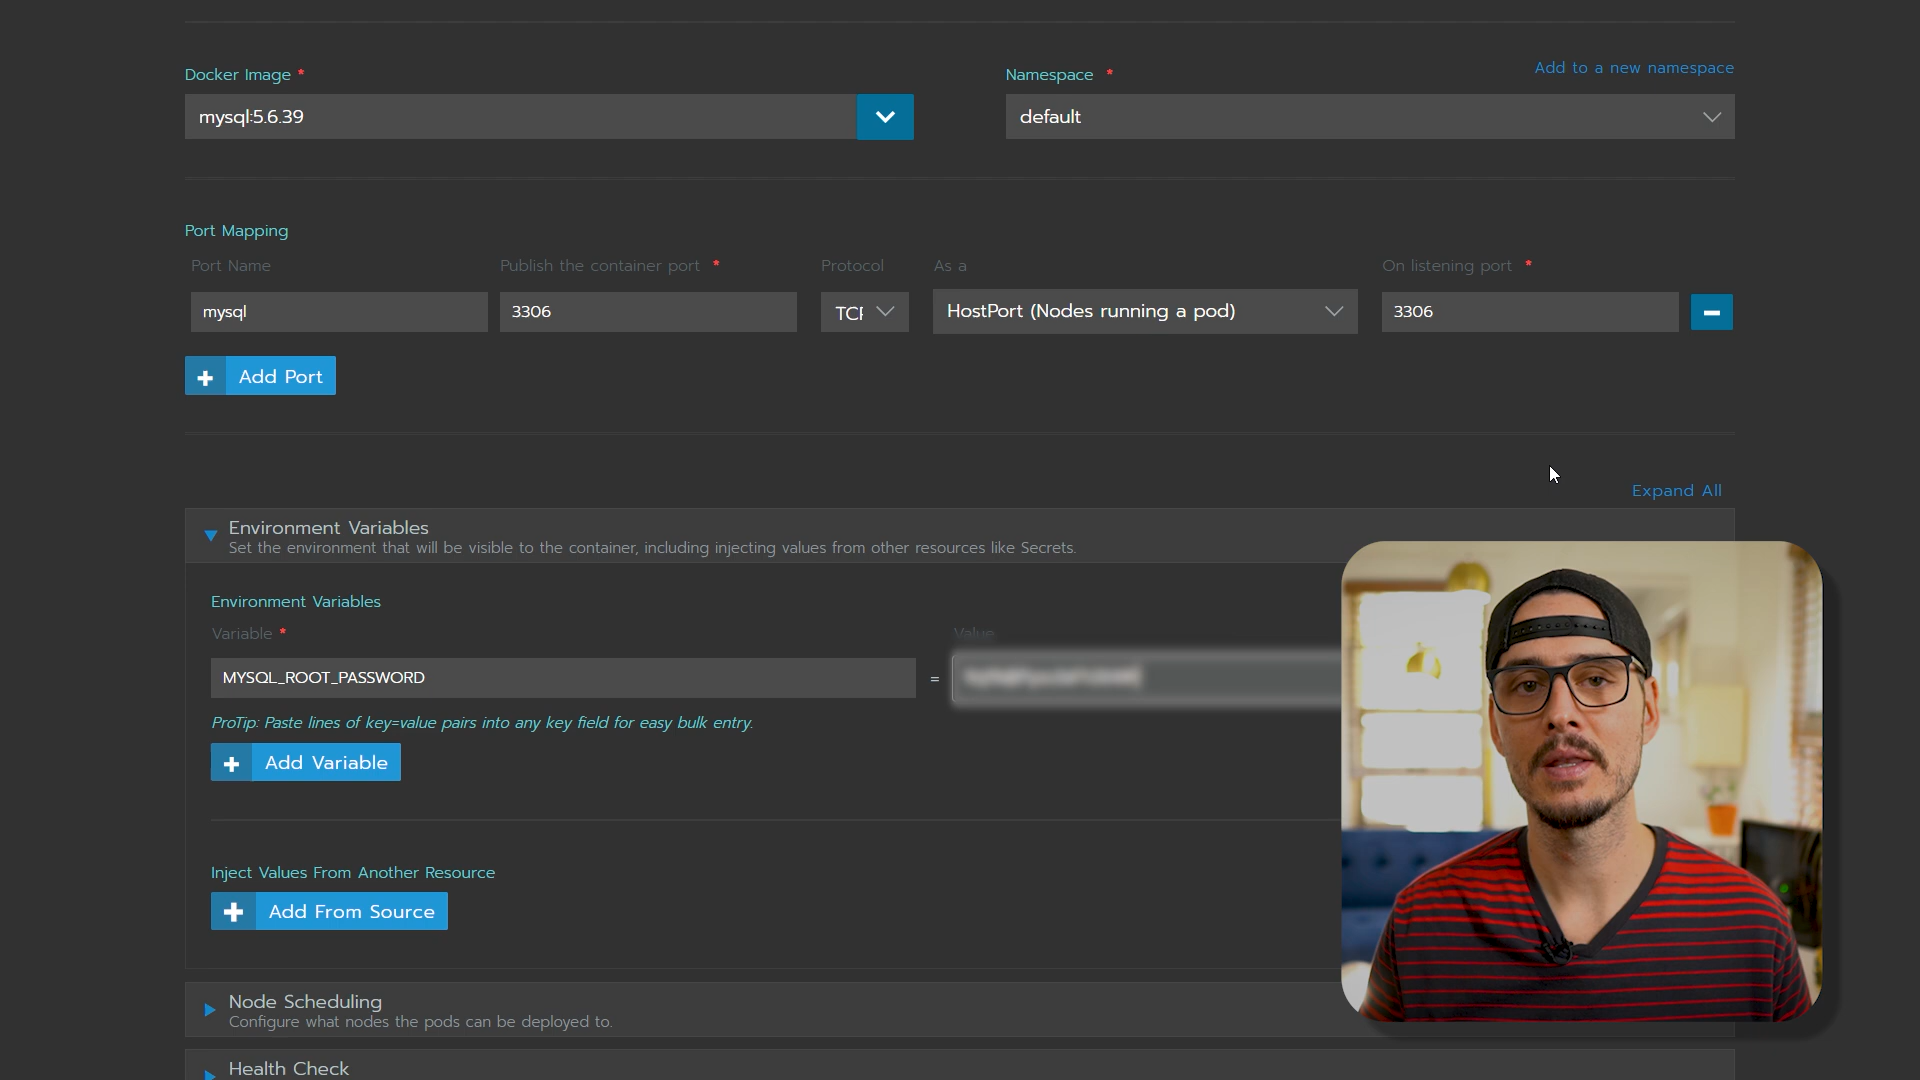 Docker Image *
Namespace *
Add to a new namespace
mysql:5.6.39
default
Port Mapping
Port Name
Publish the container port *
Protocol
As a
On listening port *
mysql
3306
TCP
HostPort (Nodes running a pod)
3306
Add Port
Expand All
Environment Variables
Set the environment that will be visible to the container, including injecting values from other resources like Secrets.
Environment Variables
Variable *
Value
MYSQL_ROOT_PASSWORD
=
ProTip: Paste lines of key=value pairs into any key field for easy bulk entry.
Add Variable
Inject Values From Another Resource
Add From Source
Node Scheduling
Configure what nodes the pods can be deployed to.
Health Check